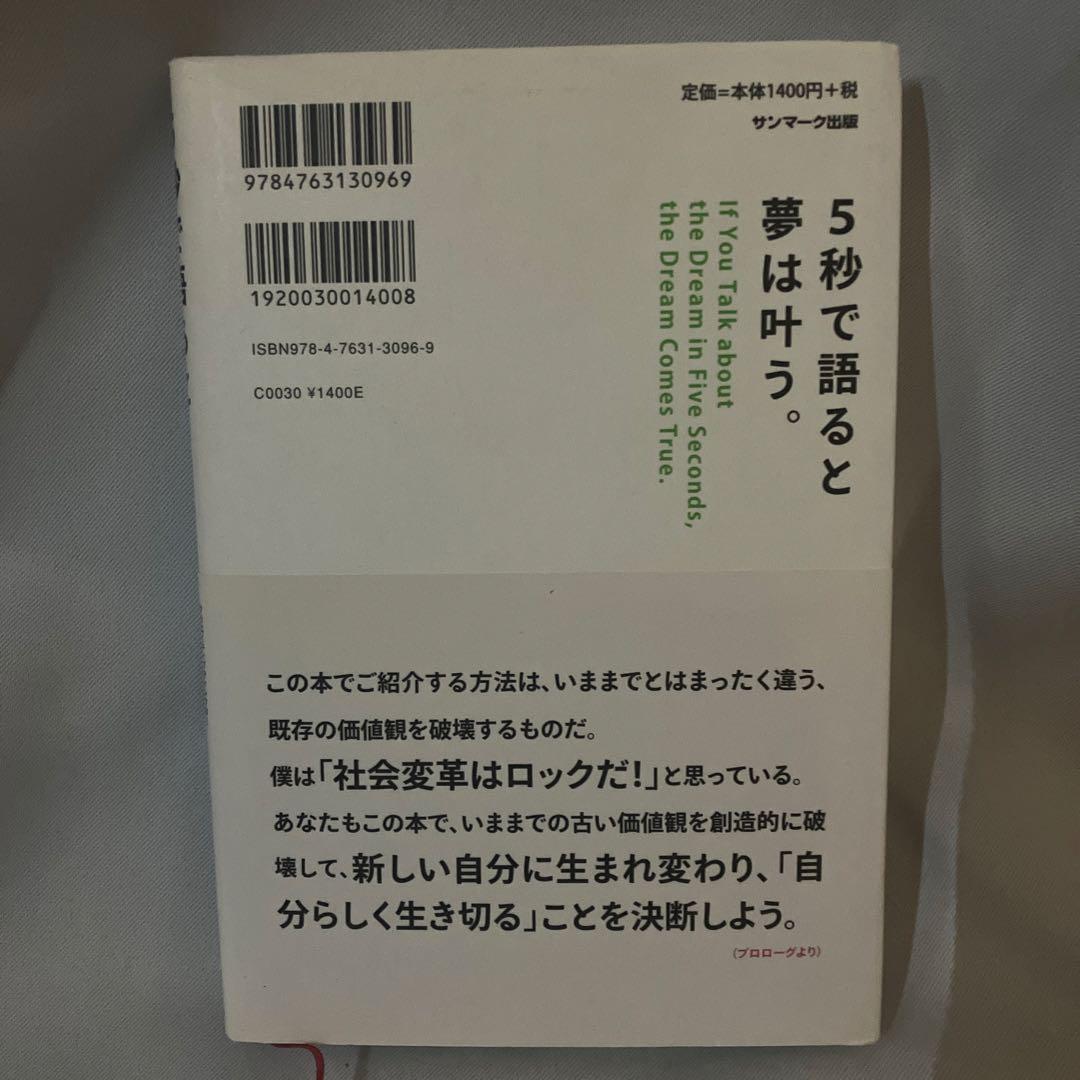 定価=本体1400円+税
サンマーク出版
9784763130969
1920030014008
ISBN978-4-7631-3096-9
C0030 ¥1400E
5秒で語ると
夢は叶う。
If You Talk about
the Dream in Five Seconds,
the Dream Comes True.
この本でご紹介する方法は、いままでとはまったく違う、
既存の価値観を破壊するものだ。
僕は「社会変革はロックだ!」と思っている。
あなたもこの本で、いままでの古い価値観を創造的に破
壊して、新しい自分に生まれ変わり、「自
分らしく生き切る」ことを決断しよう。
(プロローグより)